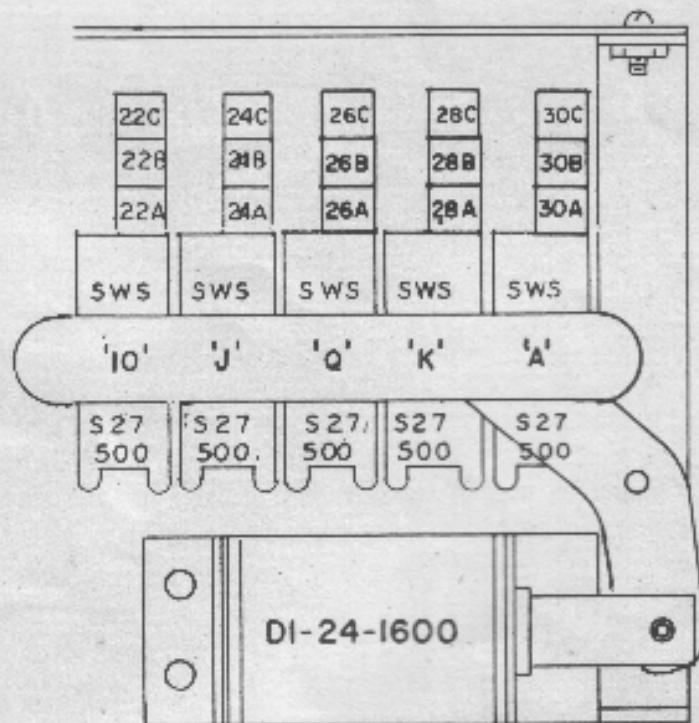 22C 24C 26C 28C 30C
22B 24B 26B 28B 30B
22A 24A 26A 28A 30A
SWS SWS SWS SWS SWS
'10' 'J' 'Q' 'K' 'A'
S27 S27 S27 S27 S27
500 500 500 500 500
D1-24-1600